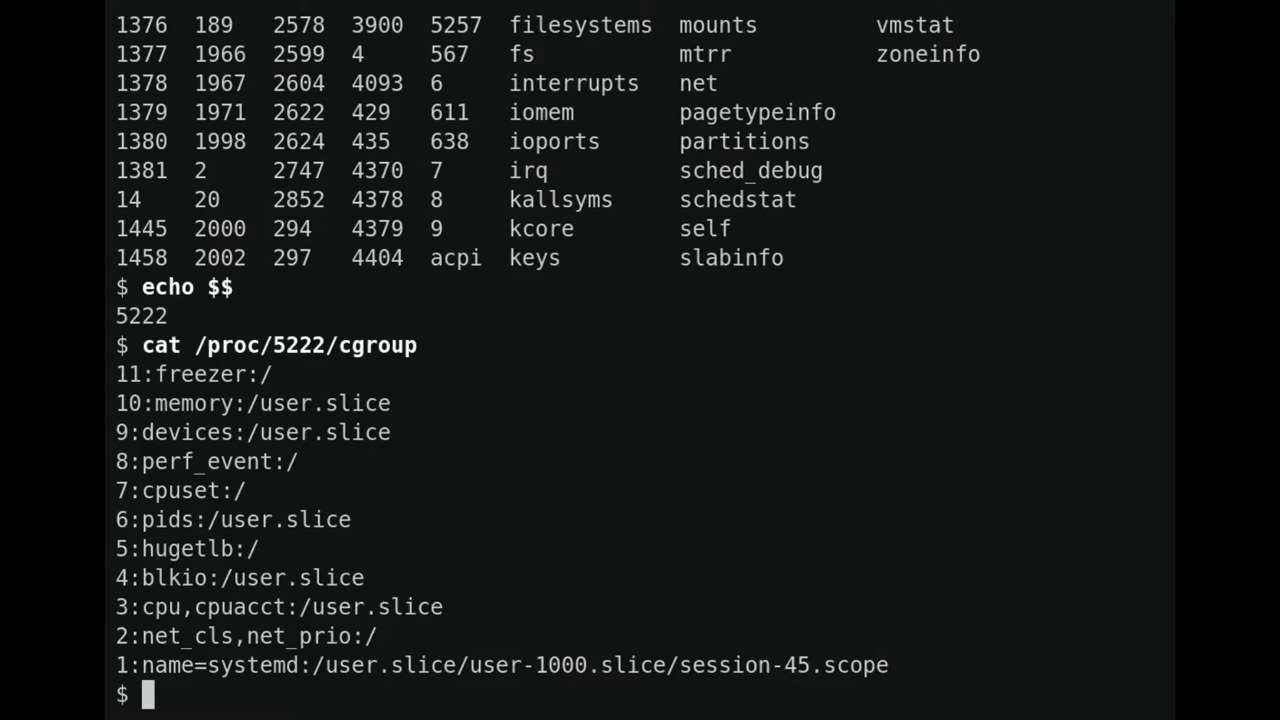 1376 189 2578 3900 5257 filesystems mounts vmstat
1377 1966 2599 4 567 fs mtrr zoneinfo
1378 1967 2604 4093 6 interrupts net
1379 1971 2622 429 611 iomem pagetypeinfo
1380 1998 2624 435 638 ioports partitions
1381 2 2747 4370 7 irq sched_debug
14 20 2852 4378 8 kallsyms schedstat
1445 2000 294 4379 9 kcore self
1458 2002 297 4404 acpi keys slabinfo
$ echo $$
5222
$ cat /proc/5222/cgroup
11:freezer:/
10:memory:/user.slice
9:devices:/user.slice
8:perf_event:/
7:cpuset:/
6:pids:/user.slice
5:hugetlb:/
4:blkio:/user.slice
3:cpu,cpuacct:/user.slice
2:net_cls,net_prio:/
1:name=systemd:/user.slice/user-1000.slice/session-45.scope
$